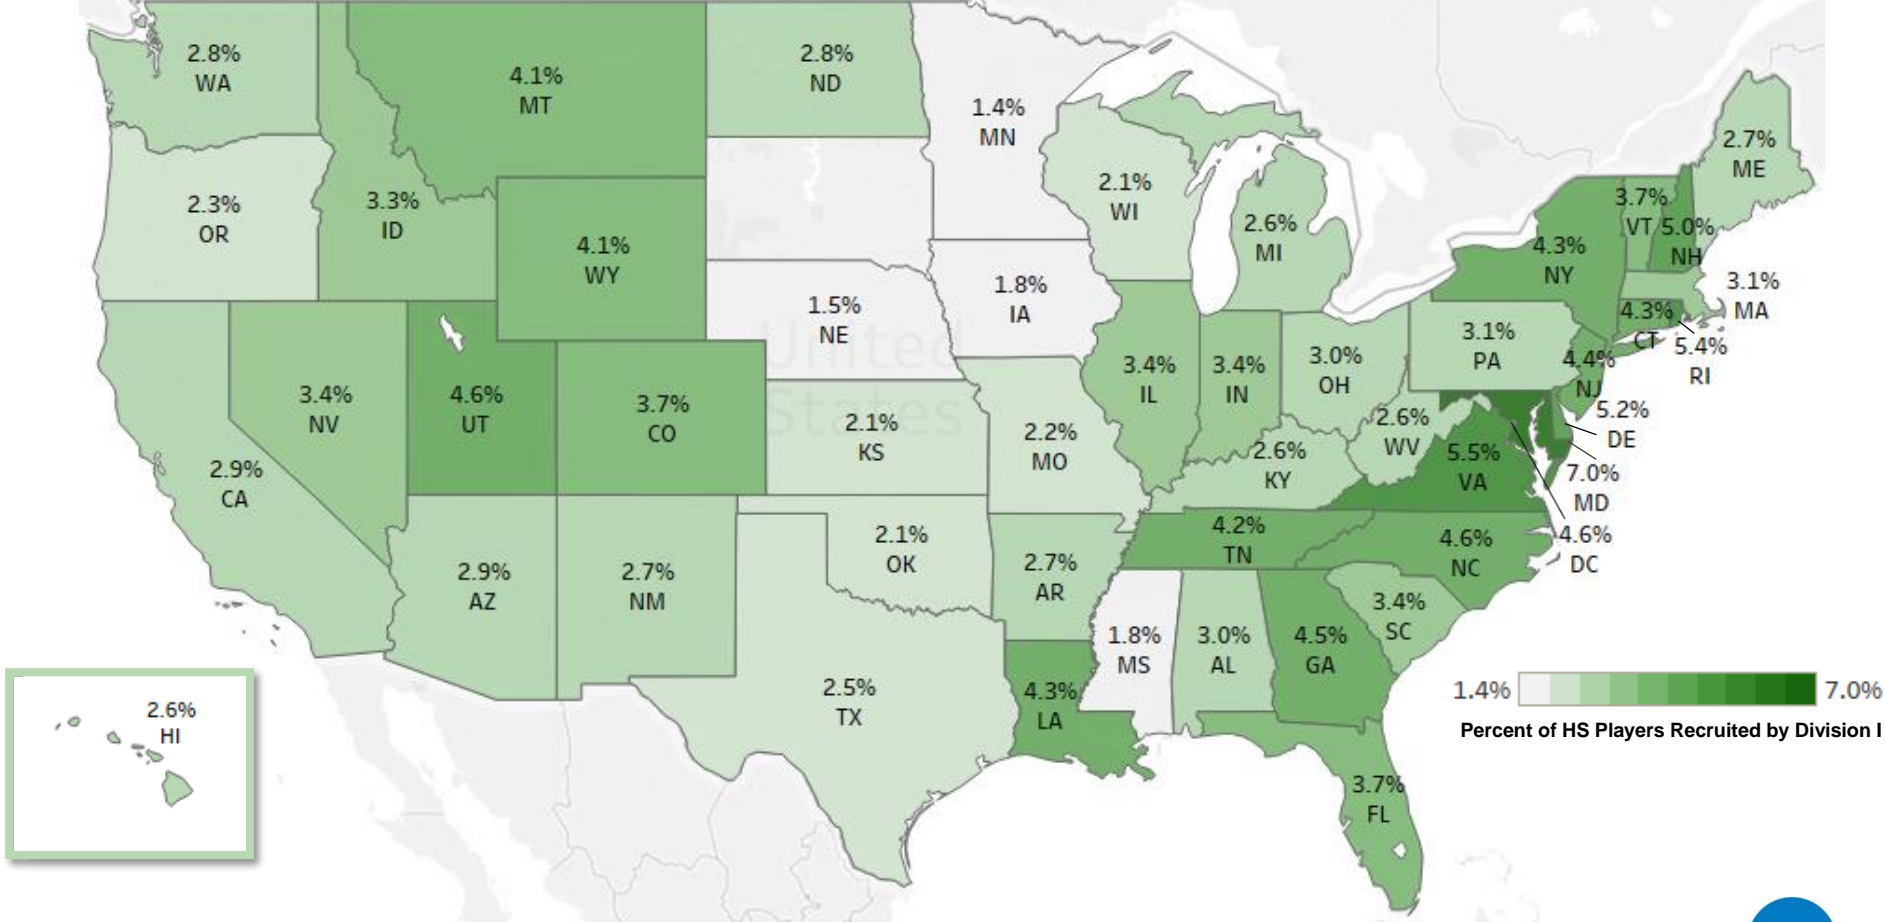 2.8%
WA
4.1%
MT
2.8%
ND
1.4%
MN
2.1%
WI
2.6%
MI
2.7%
ME
3.7%
VT
5.0%
NH
4.3%
NY
3.1%
MA
4.3%
CT
5.4%
RI
2.3%
OR
3.3%
ID
4.1%
WY
1.5%
NE
1.8%
IA
3.4%
IL
3.4%
IN
3.0%
OH
3.1%
PA
4.4%
NJ
5.2%
DE
7.0%
MD
4.6%
DC
2.9%
CA
3.4%
NV
4.6%
UT
3.7%
CO
United
States
2.1%
KS
2.2%
MO
2.6%
KY
2.6%
WV
5.5%
VA
2.9%
AZ
2.7%
NM
2.1%
OK
2.7%
AR
4.2%
TN
4.6%
NC
3.4%
SC
2.5%
TX
4.3%
LA
1.8%
MS
3.0%
AL
4.5%
GA
3.7%
FL
2.6%
HI
1.4% 7.0%
Percent of HS Players Recruited by Division I